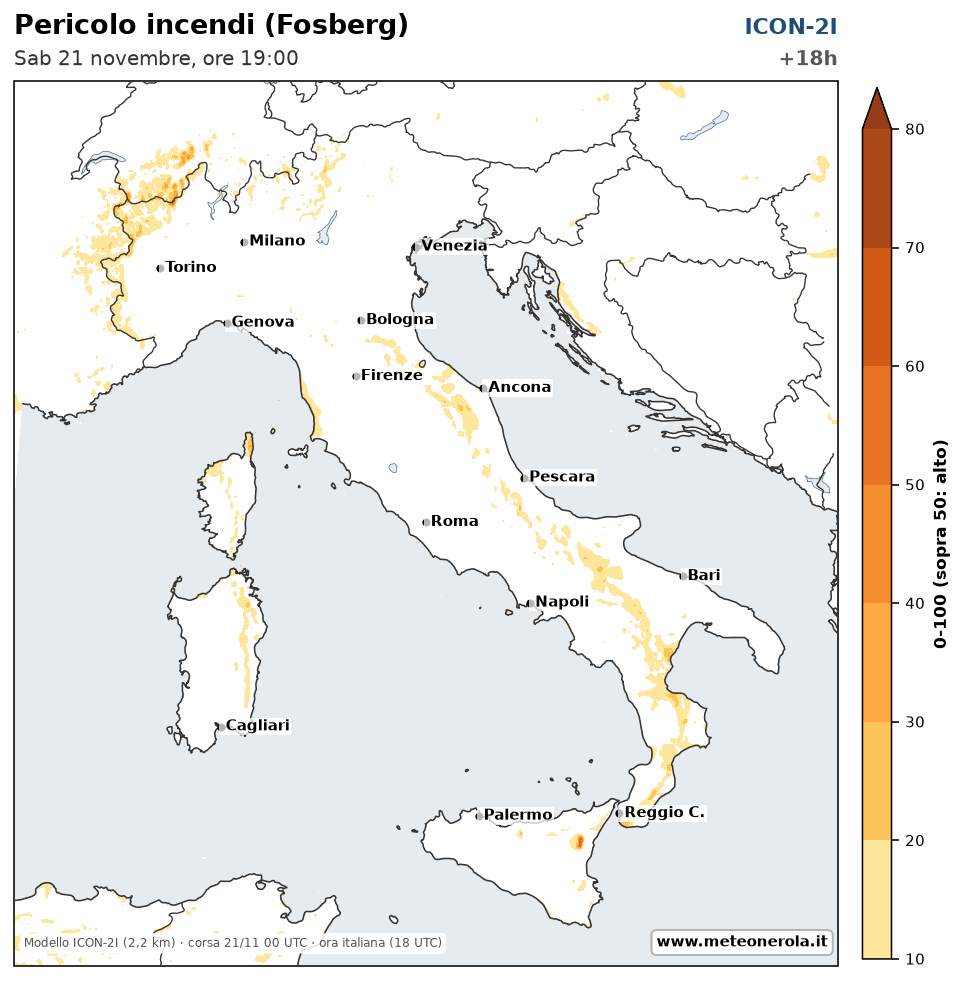 Pericolo incendi (Fosberg)
ICON-2I
Sab 21 novembre, ore 19:00
+18h
Milano
Venezia
Torino
Genova
Bologna
Firenze
Ancona
Pescara
Roma
Bari
Napoli
Cagliari
Palermo
Reggio C.
80
70
60
50
40
30
20
10
0-100 (sopra 50: alto)
Modello ICON-2I (2,2 km) · corsa 21/11 00 UTC · ora italiana (18 UTC)
www.meteonerola.it